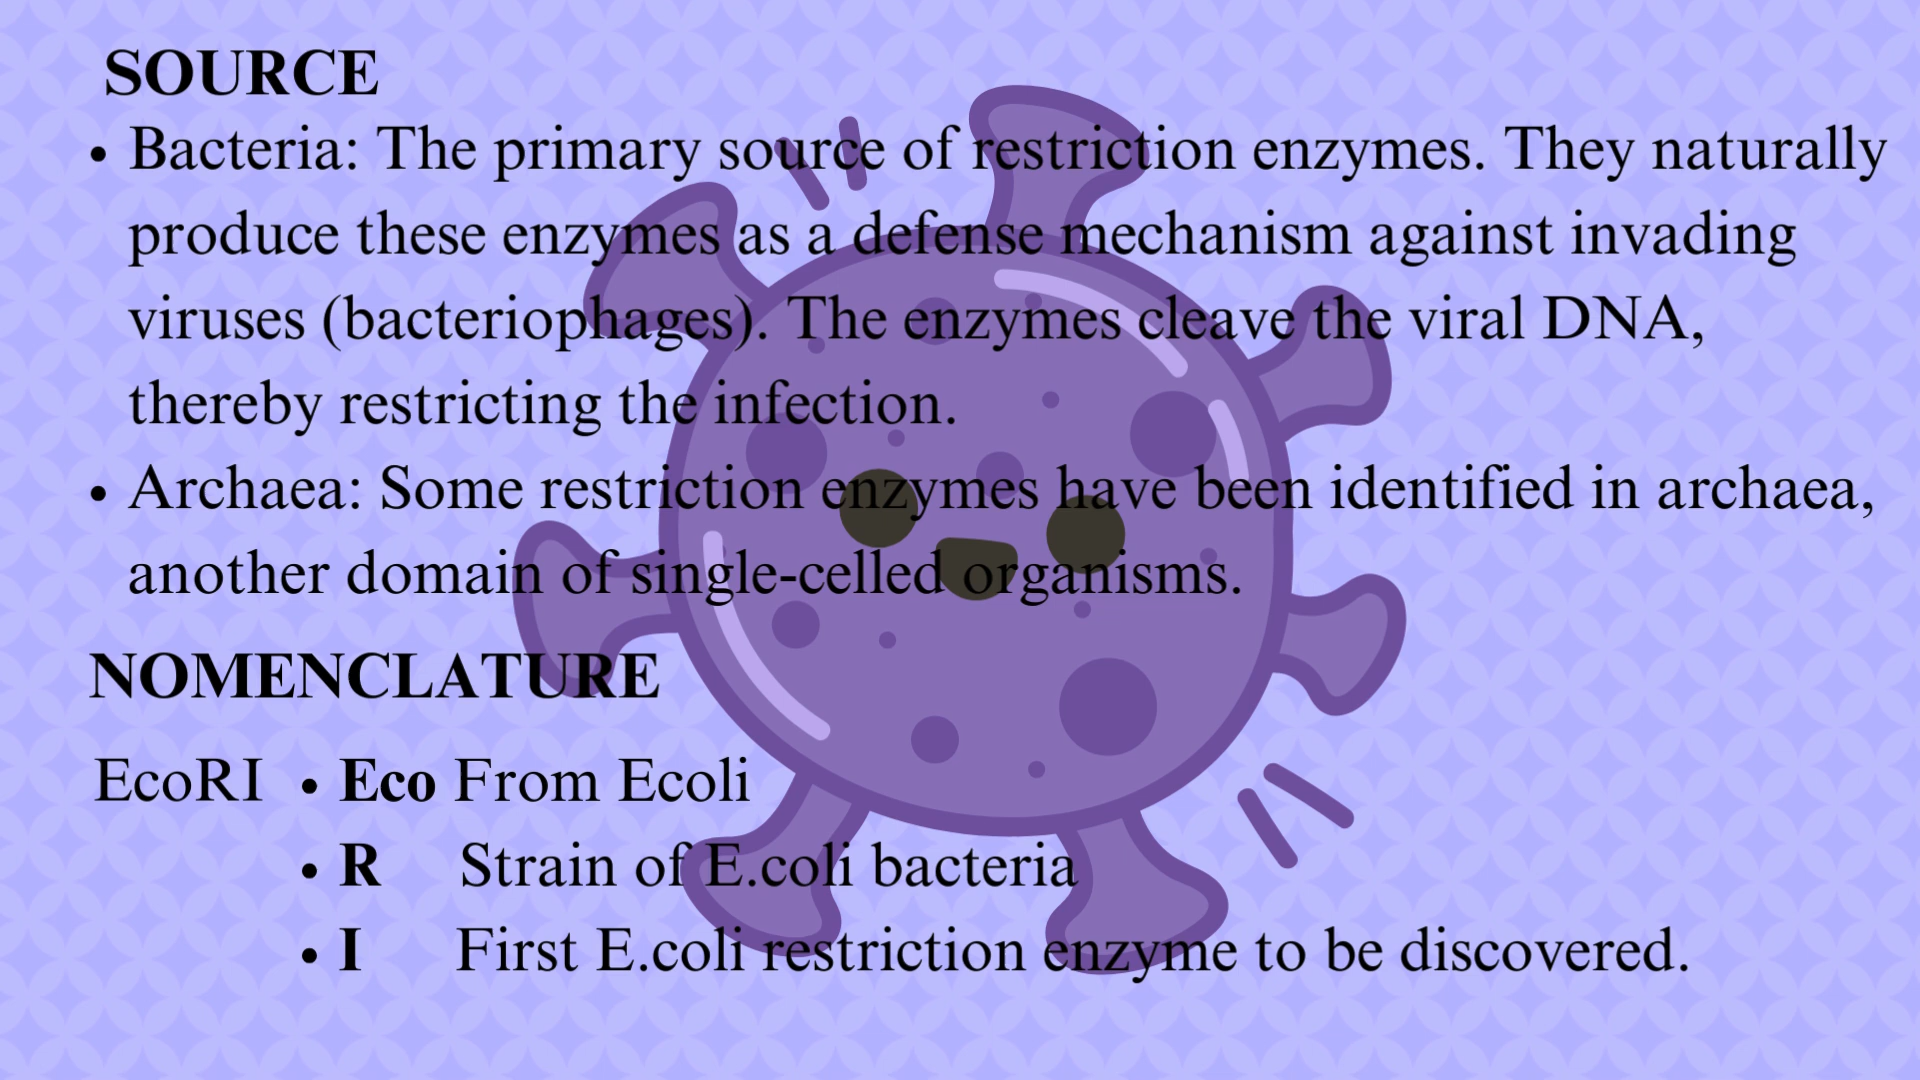 SOURCE
• Bacteria: The primary source of restriction enzymes. They naturally
produce these enzymes as a defense mechanism against invading
viruses (bacteriophages). The enzymes cleave the viral DNA,
thereby restricting the infection.
• Archaea: Some restriction enzymes have been identified in archaea,
another domain of single-celled organisms.
NOMENCLATURE
EcoRI • Eco From Ecoli
• R Strain of E.coli bacteria
• I First E.coli restriction enzyme to be discovered.